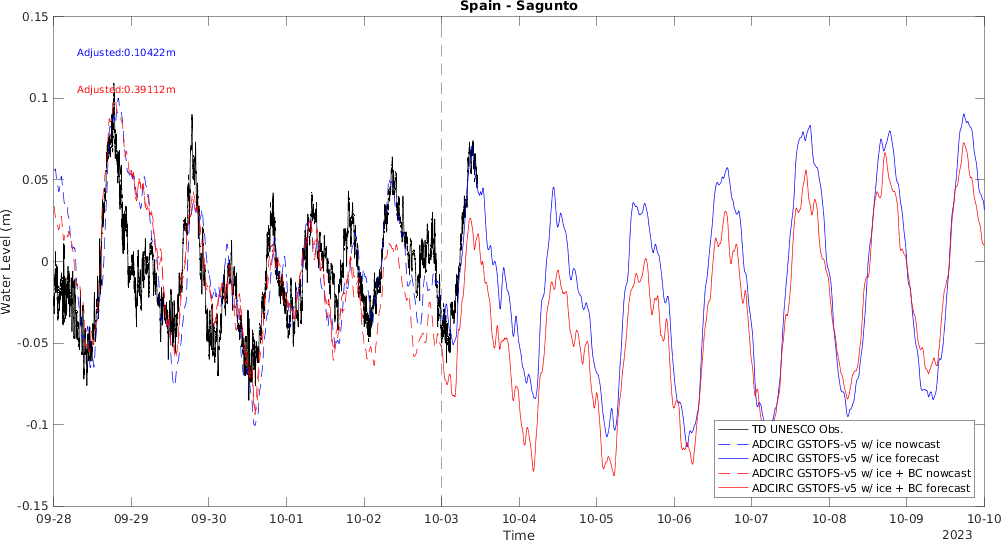 Spain - Sagunto
0.15
0.1
0.05
0
-0.05
-0.1
-0.15
Water Level (m)
Adjusted:0.10422m
Adjusted:0.39112m
TD UNESCO Obs.
ADCIRC GSTOFS-v5 w/ ice nowcast
ADCIRC GSTOFS-v5 w/ ice forecast
ADCIRC GSTOFS-v5 w/ ice + BC nowcast
ADCIRC GSTOFS-v5 w/ ice + BC forecast
09-28 09-29 09-30 10-01 10-02 10-03 10-04 10-05 10-06 10-07 10-08 10-09 10-10
Time
2023